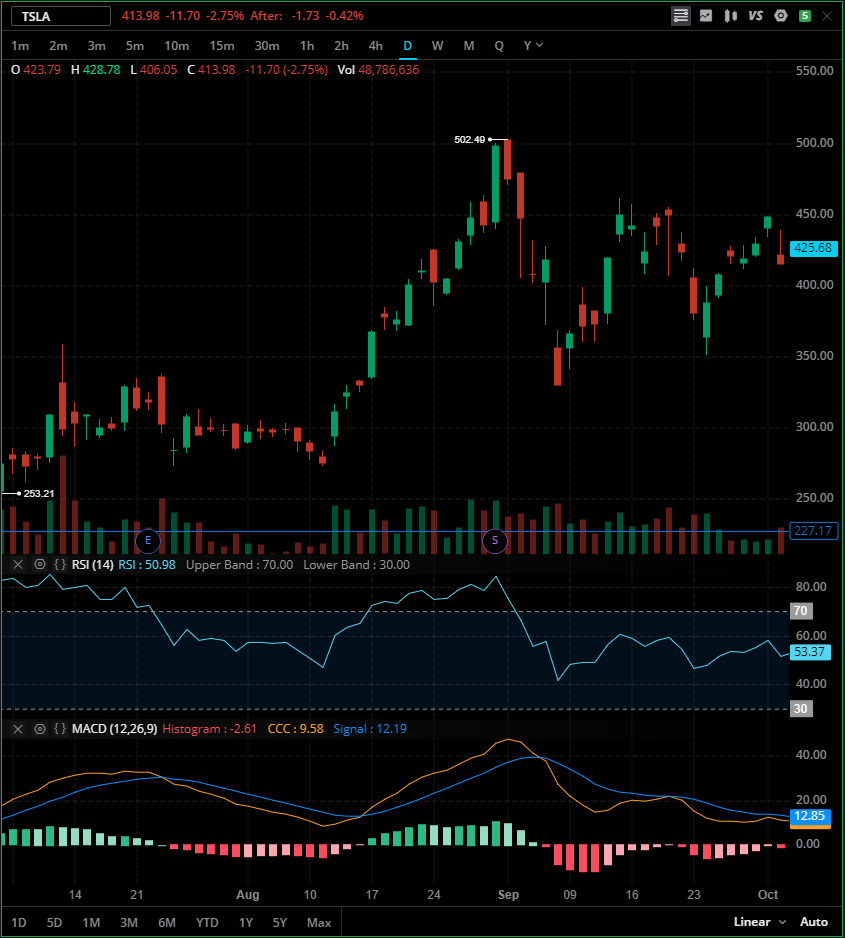 TSLA 413.98 -11.70 -2.75% After: -1.73 -0.42% VS S
1m 2m 3m 5m 10m 15m 30m 1h 2h 4h D W M Q Y
O 423.79 H 428.78 L 406.05 C 413.98 -11.70 (-2.75%) Vol 48,786,636
550.00
502.49
500.00
450.00
425.68
400.00
350.00
300.00
253.21
250.00
227.17
E S
RSI (14) RSI : 50.98 Upper Band : 70.00 Lower Band : 30.00
80.00
70
60.00
53.37
40.00
30
MACD (12,26,9) Histogram : -2.61 CCC : 9.58 Signal : 12.19
40.00
20.00
12.85
0.00
14 21 Aug 10 17 24 Sep 09 16 23 Oct
1D 5D 1M 3M 6M YTD 1Y 5Y Max Linear Auto